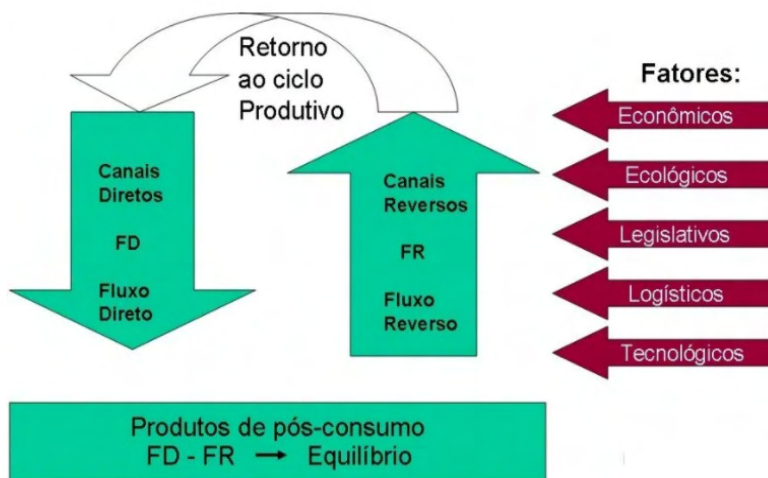 Retorno
ao ciclo
Produtivo
Canais
Diretos
FD
Fluxo
Direto
Canais
Reversos
FR
Fluxo
Reverso
Fatores:
Econômicos
Ecológicos
Legislativos
Logísticos
Tecnológicos
Produtos de pós-consumo
FD - FR → Equilíbrio